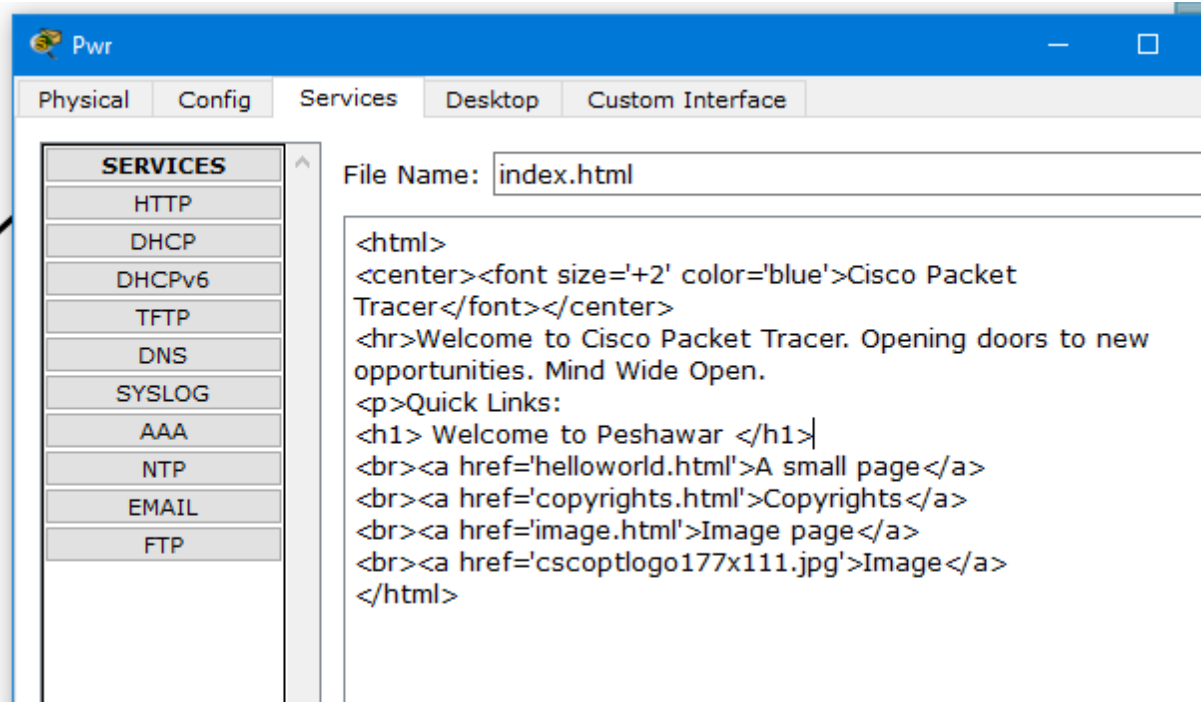 Pwr
Physical Config Services Desktop Custom Interface
SERVICES
HTTP
DHCP
DHCPv6
TFTP
DNS
SYSLOG
AAA
NTP
EMAIL
FTP
File Name: index.html
<html>
<center><font size='+2' color='blue'>Cisco Packet
Tracer</font></center>
<hr>Welcome to Cisco Packet Tracer. Opening doors to new
opportunities. Mind Wide Open.
<p>Quick Links:
<h1> Welcome to Peshawar </h1>
<br><a href='helloworld.html'>A small page</a>
<br><a href='copyrights.html'>Copyrights</a>
<br><a href='image.html'>Image page</a>
<br><a href='cscoptlogo177x111.jpg'>Image</a>
</html>